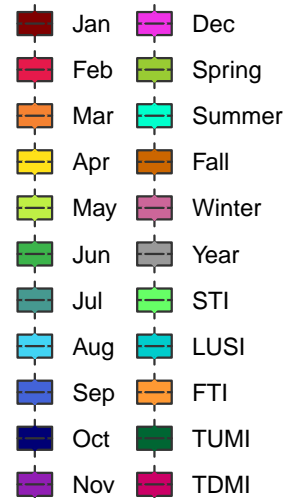 Jan Dec
Feb Spring
Mar Summer
Apr Fall
May Winter
Jun Year
Jul STI
Aug LUSI
Sep FTI
Oct TUMI
Nov TDMI